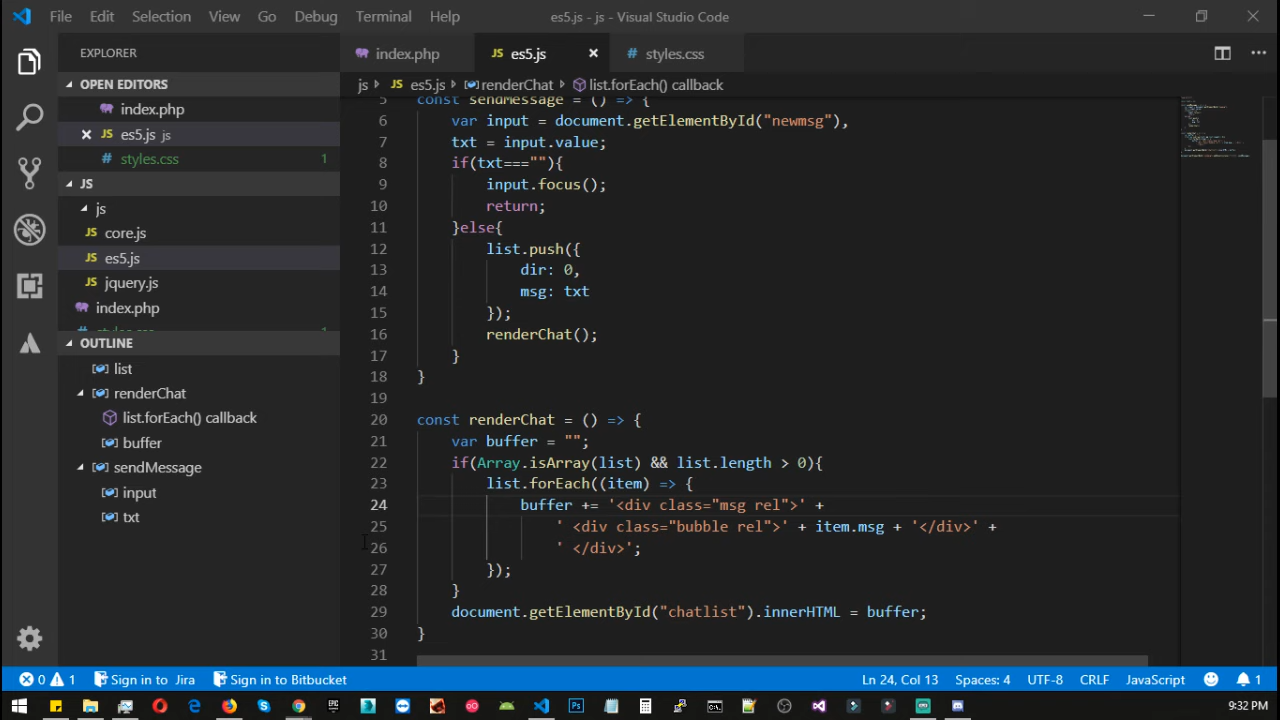 File Edit Selection View Go Debug Terminal Help es5.js - js - Visual Studio Code
EXPLORER
OPEN EDITORS
index.php
es5.js js
styles.css 1
JS
js
JS core.js
JS es5.js
JS jquery.js
index.php
OUTLINE
list
renderChat
list.forEach() callback
buffer
sendMessage
input
txt
index.php JS es5.js # styles.css
js JS es5.js renderChat list.forEach() callback
5 const sendMessage = () => {
6 var input = document.getElementById("newmsg"),
7 txt = input.value;
8 if(txt===""){
9 input.focus();
10 return;
11 }else{
12 list.push({
13 dir: 0,
14 msg: txt
15 });
16 renderChat();
17 }
18 }
19
20 const renderChat = () => {
21 var buffer = "";
22 if(Array.isArray(list) && list.length > 0){
23 list.forEach((item) => {
24 buffer += '<div class="msg rel">' +
25 ' <div class="bubble rel">' + item.msg + '</div>' +
26 ' </div>';
27 });
28 }
29 document.getElementById("chatlist").innerHTML = buffer;
30 }
31
0 1 Sign in to Jira Sign in to Bitbucket Ln 24, Col 13 Spaces: 4 UTF-8 CRLF JavaScript 1
9:32 PM